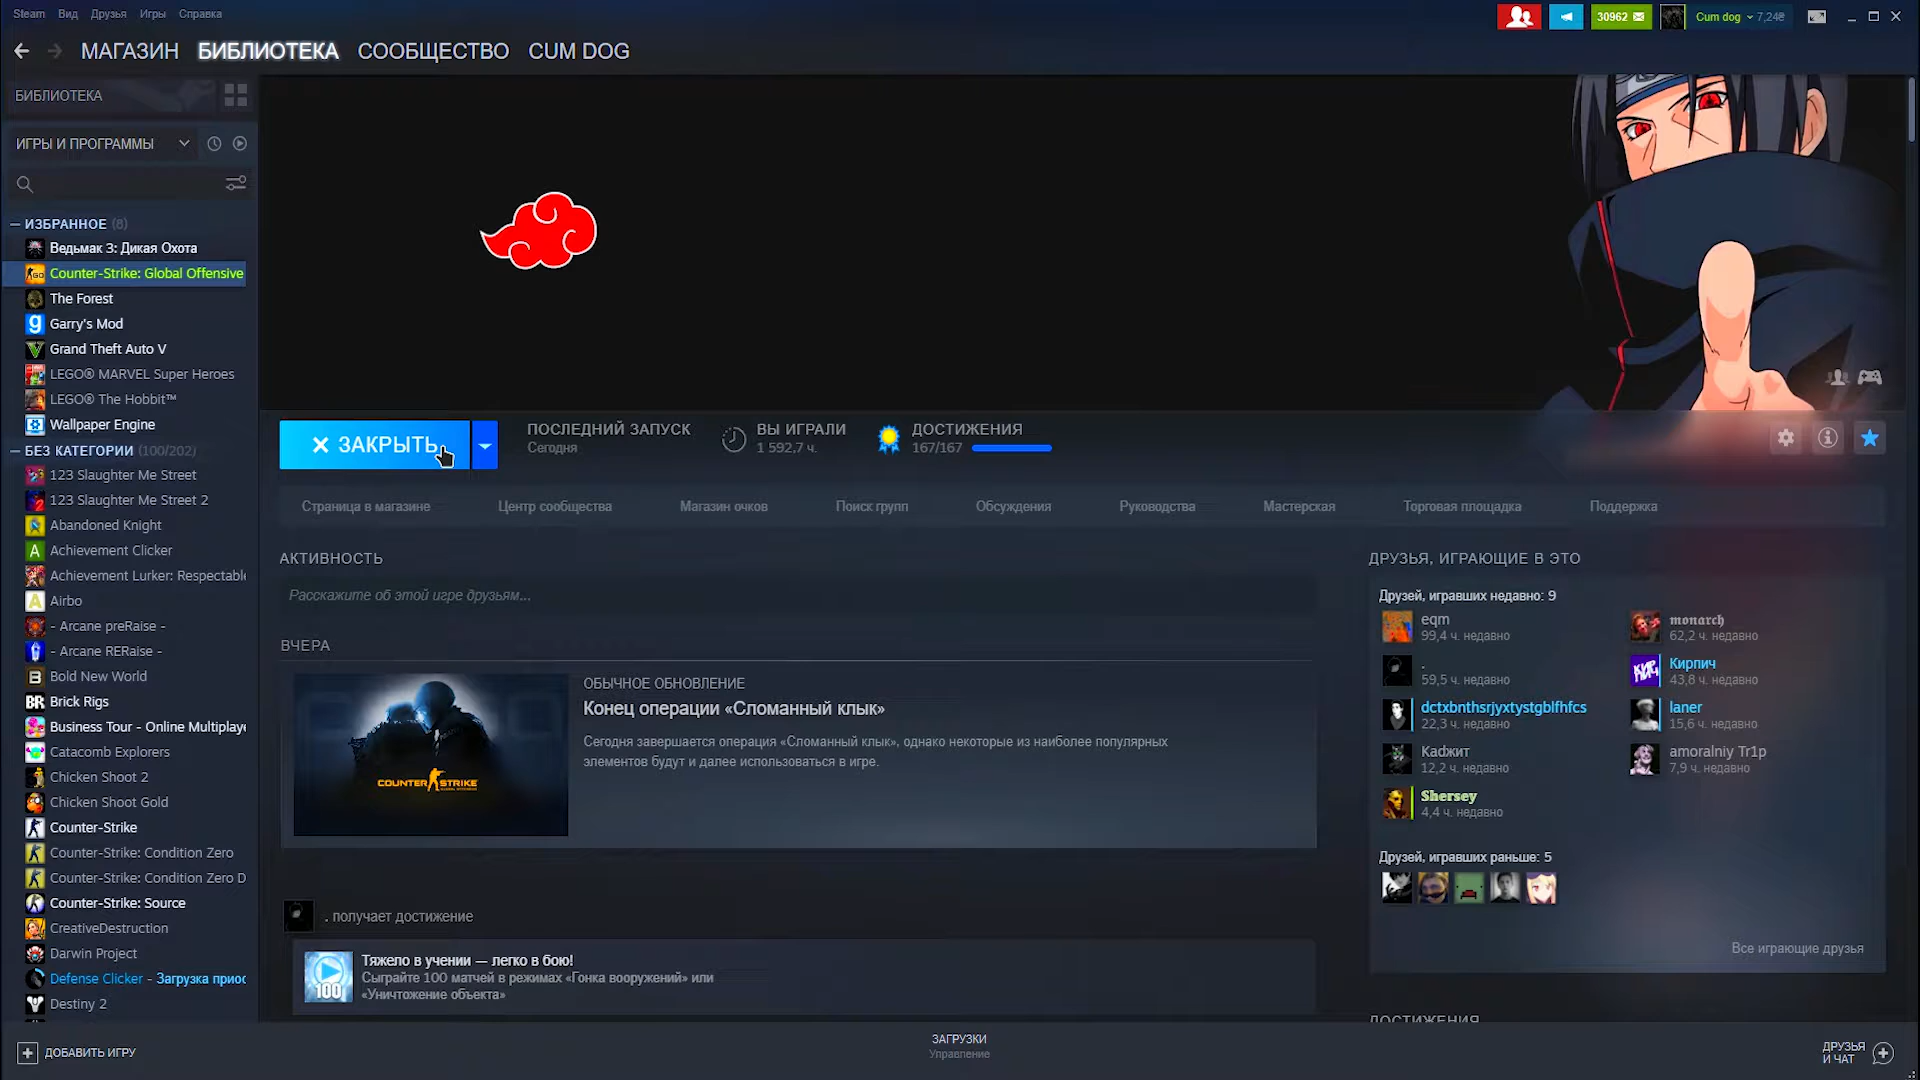 Steam Вид Друзья Игры Справка
30962
Cum dog 7,24₴
МАГАЗИН БИБЛИОТЕКА СООБЩЕСТВО CUM DOG
БИБЛИОТЕКА
ИГРЫ И ПРОГРАММЫ
— ИЗБРАННОЕ (8)
Ведьмак 3: Дикая Охота
Counter-Strike: Global Offensive
The Forest
Garry's Mod
Grand Theft Auto V
LEGO® MARVEL Super Heroes
LEGO® The Hobbit™
Wallpaper Engine
— БЕЗ КАТЕГОРИИ (100/202)
123 Slaughter Me Street
123 Slaughter Me Street 2
Abandoned Knight
Achievement Clicker
Achievement Lurker: Respectable
Airbo
- Arcane preRaise -
- Arcane RERaise -
Bold New World
Brick Rigs
Business Tour - Online Multiplaye
Catacomb Explorers
Chicken Shoot 2
Chicken Shoot Gold
Counter-Strike
Counter-Strike: Condition Zero
Counter-Strike: Condition Zero D
Counter-Strike: Source
CreativeDestruction
Darwin Project
Defense Clicker - Загрузка приос
Destiny 2
ДОБАВИТЬ ИГРУ
ЗАКРЫТЬ
ПОСЛЕДНИЙ ЗАПУСК
Сегодня
ВЫ ИГРАЛИ
1 592,7 ч.
ДОСТИЖЕНИЯ
167/167
Страница в магазине Центр сообщества Магазин очков Поиск групп Обсуждения Руководства Мастерская Торговая площадка Поддержка
АКТИВНОСТЬ
Расскажите об этой игре друзьям...
ВЧЕРА
COUNTER STRIKE
ОБЫЧНОЕ ОБНОВЛЕНИЕ
Конец операции «Сломанный клык»
Сегодня завершается операция «Сломанный клык», однако некоторые из наиболее популярных
элементов будут и далее использоваться в игре.
. получает достижение
100
Тяжело в учении — легко в бою!
Сыграйте 100 матчей в режимах «Гонка вооружений» или
«Уничтожение объекта»
ДРУЗЬЯ, ИГРАЮЩИЕ В ЭТО
Друзей, игравших недавно: 9
eqm
99,4 ч. недавно
monarch
62,2 ч. недавно
.
59,5 ч. недавно
КИРПИЧ
Кирпич
43,8 ч. недавно
dctxbnthsrjyxtystgblfhfcs
22,3 ч. недавно
laner
15,6 ч. недавно
Каджит
12,2 ч. недавно
amoralniy Tr1p
7,9 ч. недавно
Shersey
4,4 ч. недавно
Друзей, игравших раньше: 5
Все играющие друзья
ДОСТИЖЕНИЯ
ЗАГРУЗКИ
Управление
ДРУЗЬЯ
И ЧАТ